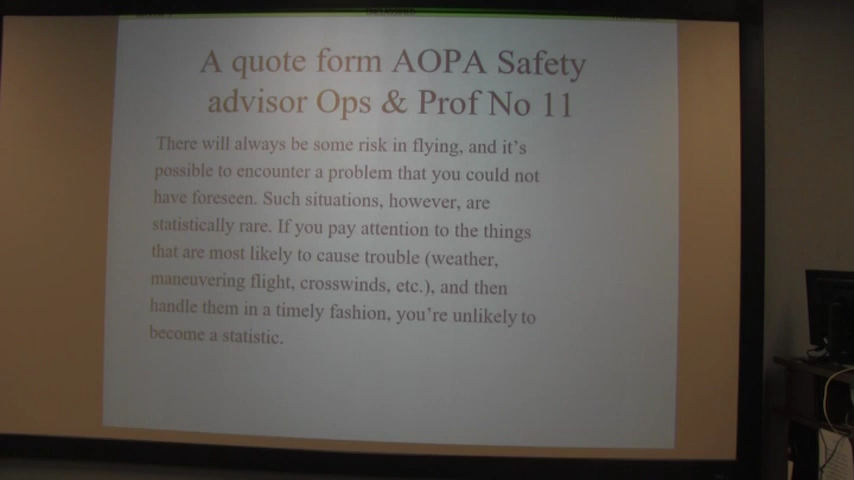 A quote form AOPA Safety
advisor Ops & Prof No 11
There will always be some risk in flying, and it's
possible to encounter a problem that you could not
have foreseen. Such situations, however, are
statistically rare. If you pay attention to the things
that are most likely to cause trouble (weather,
maneuvering flight, crosswinds, etc.), and then
handle them in a timely fashion, you're unlikely to
become a statistic.